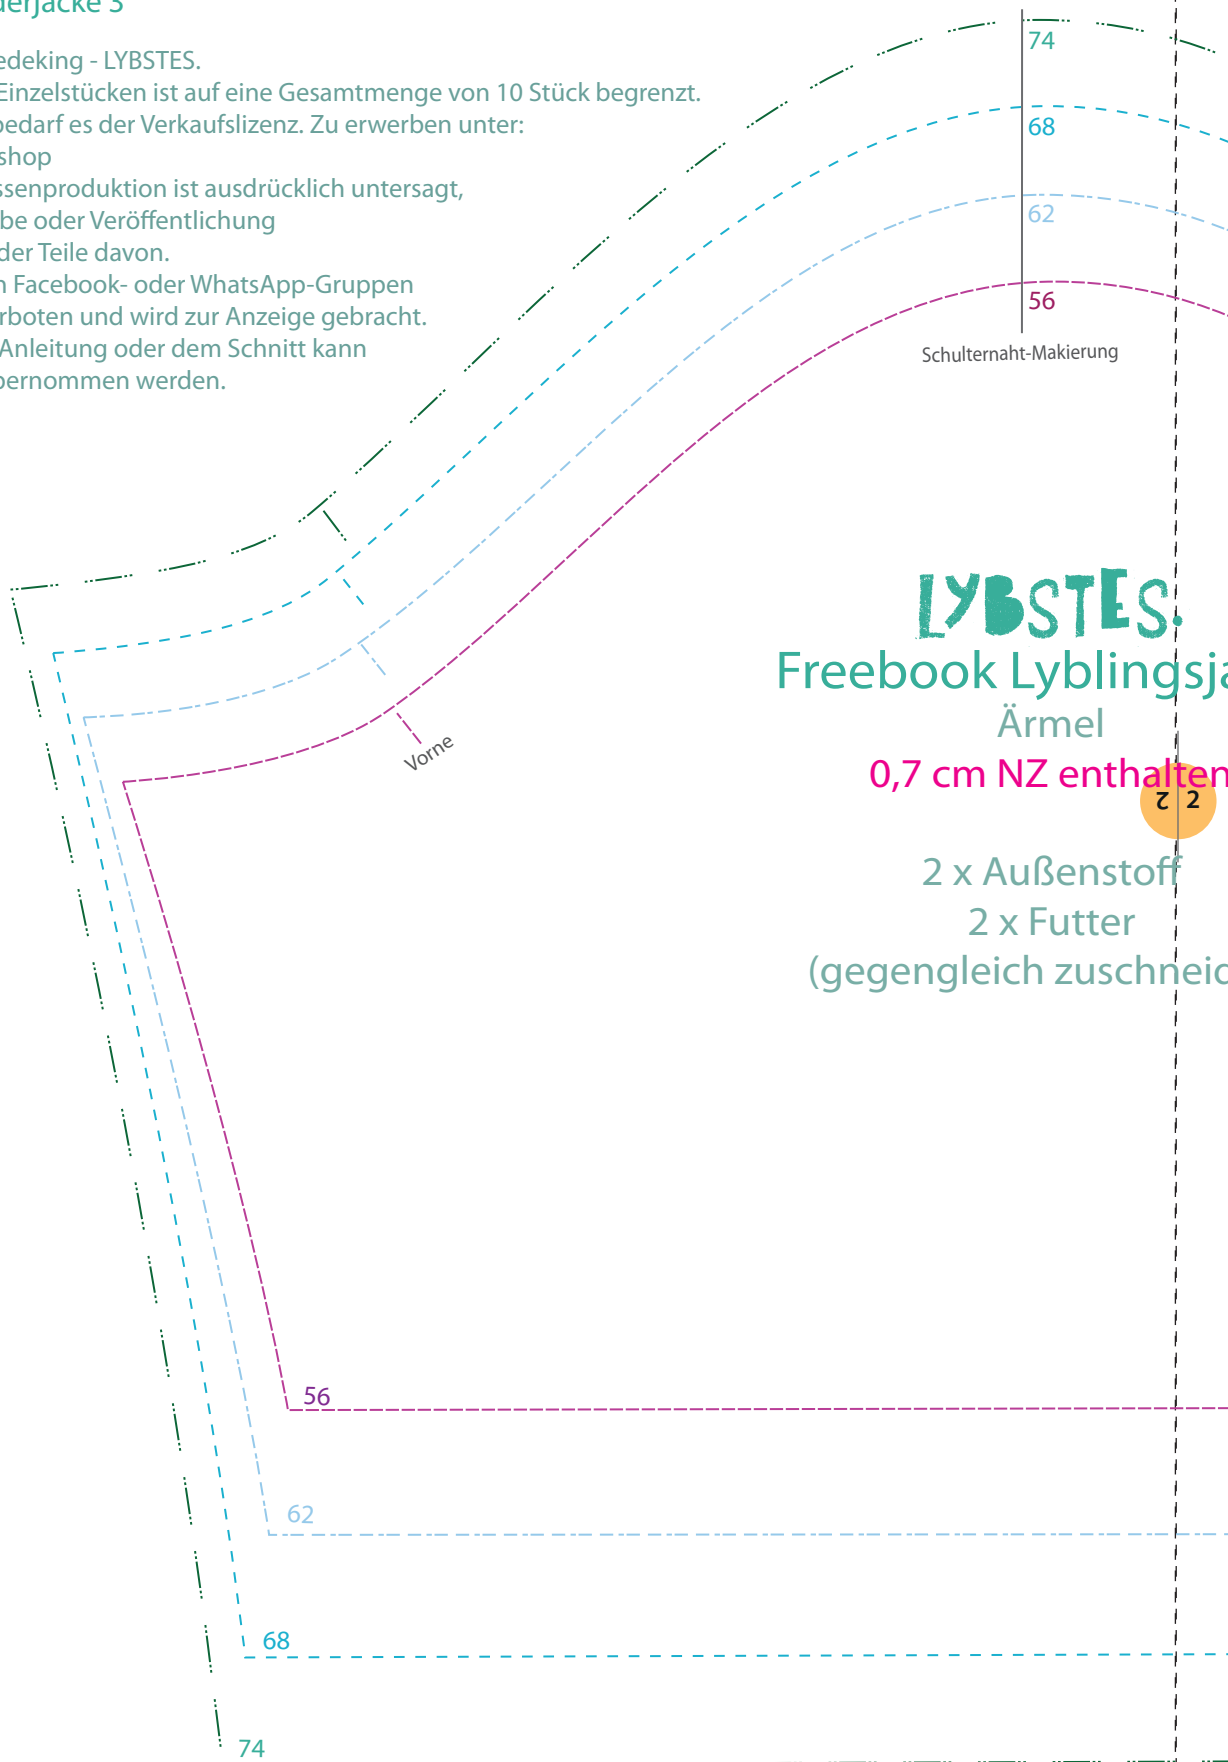 derjacke 3
edeking - LYBSTES.
Einzelstücken ist auf eine Gesamtmenge von 10 Stück begrenzt.
bedarf es der Verkaufslizenz. Zu erwerben unter:
shop
ssenproduktion ist ausdrücklich untersagt,
be oder Veröffentlichung
der Teile davon.
n Facebook- oder WhatsApp-Gruppen
rboten und wird zur Anzeige gebracht.
Anleitung oder dem Schnitt kann
bernommen werden.
74
68
62
56
Schulternaht-Makierung
Vorne
LYBSTES.
Freebook Lyblingsja
Ärmel
0,7 cm NZ enthalten
2 2
2 x Außenstoff
2 x Futter
(gegengleich zuschneid
56
62
68
74